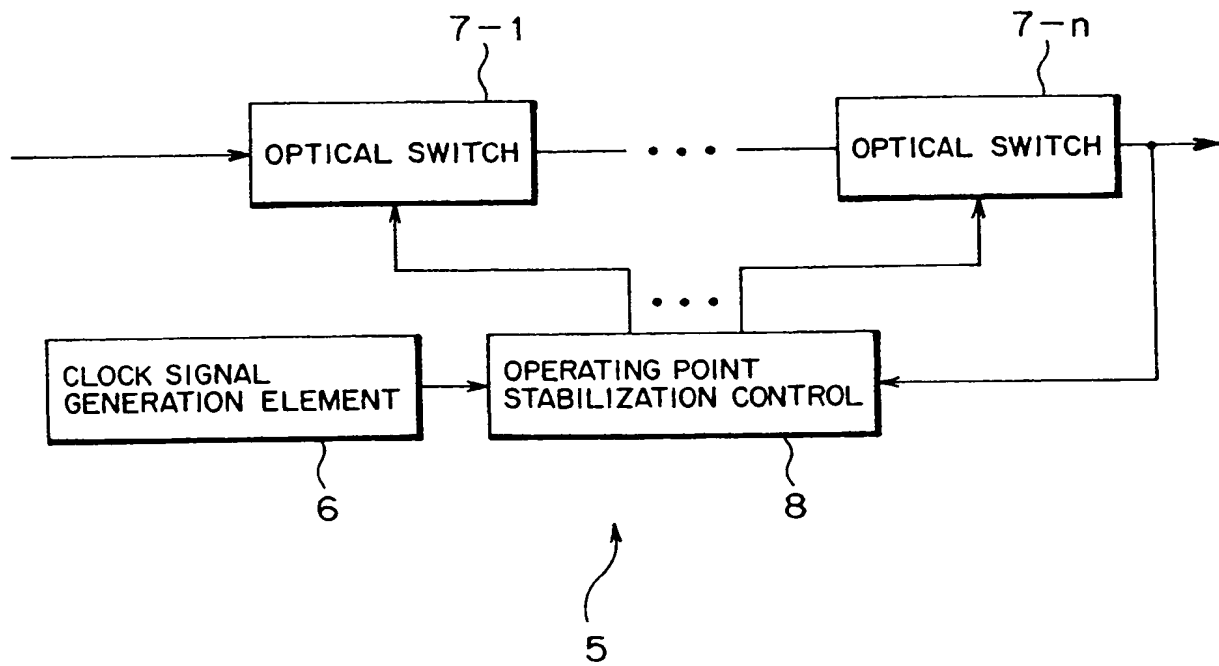 7-1
7-n
OPTICAL SWITCH
• • •
OPTICAL SWITCH
• • •
CLOCK SIGNAL
GENERATION ELEMENT
OPERATING POINT
STABILIZATION CONTROL
6
8
5